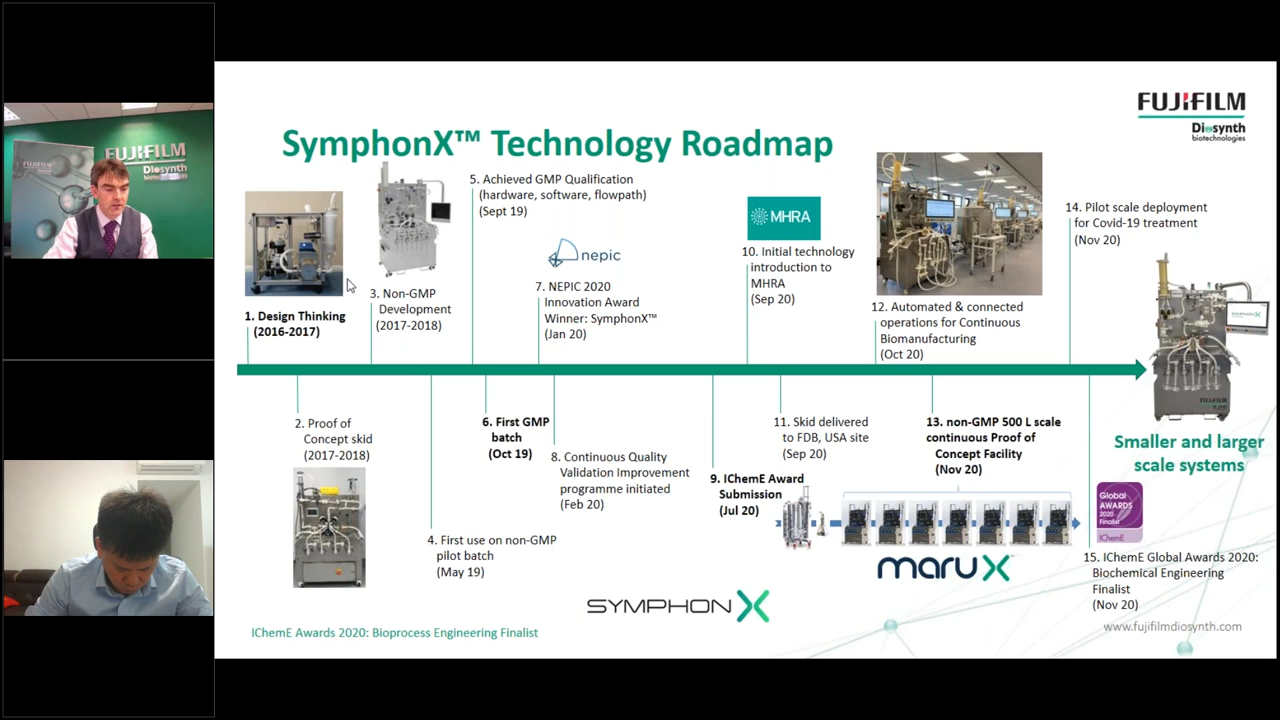 FUJIFILM
Diosynth
biotechnologies
SymphonX™ Technology Roadmap
FUJIFILM
FUJIFILM
Diosynth
1. Design Thinking
(2016-2017)
3. Non-GMP
Development
(2017-2018)
5. Achieved GMP Qualification
(hardware, software, flowpath)
(Sept 19)
nepic
7. NEPIC 2020
Innovation Award
Winner: SymphonX™
(Jan 20)
MHRA
10. Initial technology
introduction to
MHRA
(Sep 20)
12. Automated & connected
operations for Continuous
Biomanufacturing
(Oct 20)
14. Pilot scale deployment
for Covid-19 treatment
(Nov 20)
2. Proof of
Concept skid
(2017-2018)
4. First use on non-GMP
pilot batch
(May 19)
6. First GMP
batch
(Oct 19)
8. Continuous Quality
Validation Improvement
programme initiated
(Feb 20)
9. IChemE Award
Submission
(Jul 20)
11. Skid delivered
to FDB, USA site
(Sep 20)
13. non-GMP 500 L scale
continuous Proof of
Concept Facility
(Nov 20)
Smaller and larger
scale systems
Global
AWARDS
2020
Finalist
IChemE
15. IChemE Global Awards 2020:
Biochemical Engineering
Finalist
(Nov 20)
maruX
SYMPHONX
IChemE Awards 2020: Bioprocess Engineering Finalist
www.fujifilmdiosynth.com